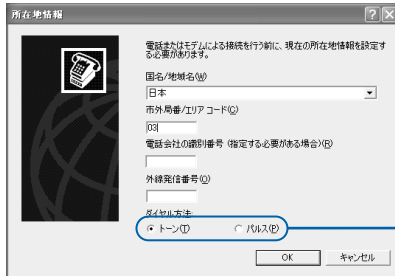 所在地情報
電話またはモデムによる接続を行う前に、現在の所在地情報を設定す
る必要があります。
国名/地域名(W)
日本
市外局番/エリア コード(C)
03
電話会社の識別番号 (指定する必要がある場合)(R)
外線発信番号(O)
ダイヤル方法:
トーン(T) パルス(P)
OK キャンセル